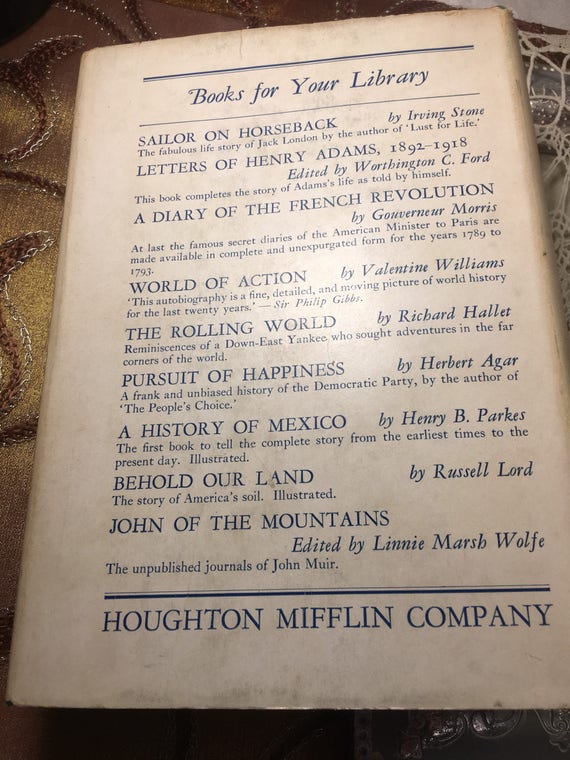 Books for Your Library
SAILOR ON HORSEBACK by Irving Stone
The fabulous life story of Jack London by the author of 'Lust for Life.'
LETTERS OF HENRY ADAMS, 1892–1918
Edited by Worthington C. Ford
This book completes the story of Adams's life as told by himself.
A DIARY OF THE FRENCH REVOLUTION
by Gouverneur Morris
At last the famous secret diaries of the American Minister to Paris are
made available in complete and unexpurgated form for the years 1789 to
1793.
WORLD OF ACTION by Valentine Williams
'This autobiography is a fine, detailed, and moving picture of world history
for the last twenty years.' — Sir Philip Gibbs.
THE ROLLING WORLD by Richard Hallet
Reminiscences of a Down-East Yankee who sought adventures in the far
corners of the world.
PURSUIT OF HAPPINESS by Herbert Agar
A frank and unbiased history of the Democratic Party, by the author of
'The People's Choice.'
A HISTORY OF MEXICO by Henry B. Parkes
The first book to tell the complete story from the earliest times to the
present day. Illustrated.
BEHOLD OUR LAND by Russell Lord
The story of America's soil. Illustrated.
JOHN OF THE MOUNTAINS
Edited by Linnie Marsh Wolfe
The unpublished journals of John Muir.
HOUGHTON MIFFLIN COMPANY